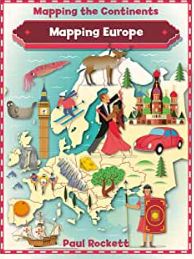 Mapping the Continents
Mapping Europe
Paul Rockett